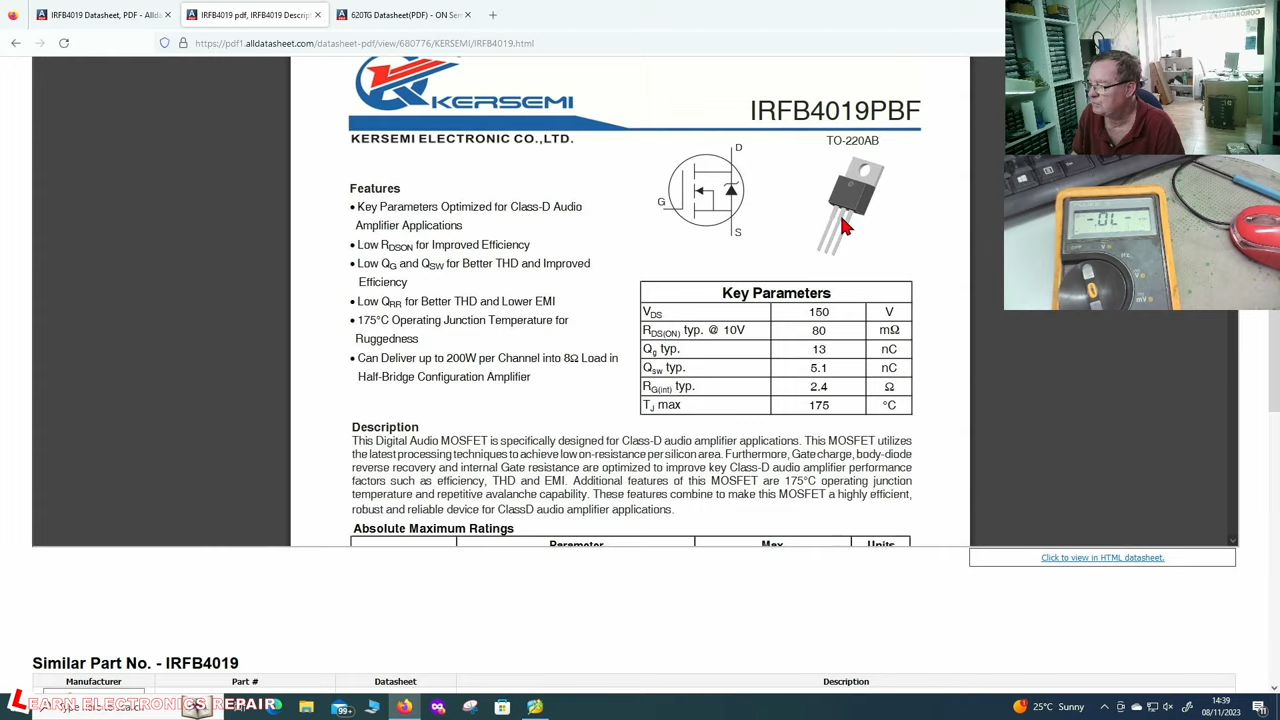 IRFB4019 Datasheet, PDF - Allda
IRFB4019 pdf, IRFB4019 Descript
620TG Datasheet(PDF) - ON Sem
https://pdf1.alldatasheet.com/datasheet-pdf/view/680776/KERSEMI/IRFB4019.html
KERSEMI
IRFB4019PBF
KERSEMI ELECTRONIC CO.,LTD.
TO-220AB
D
G
S
Features
• Key Parameters Optimized for Class-D Audio
Amplifier Applications
• Low RDSON for Improved Efficiency
• Low QG and QSW for Better THD and Improved
Efficiency
• Low QRR for Better THD and Lower EMI
• 175°C Operating Junction Temperature for
Ruggedness
• Can Deliver up to 200W per Channel into 8Ω Load in
Half-Bridge Configuration Amplifier
Key Parameters
VDS 150 V
RDS(ON) typ. @ 10V 80 mΩ
Qg typ. 13 nC
Qsw typ. 5.1 nC
RG(int) typ. 2.4 Ω
TJ max 175 °C
Description
This Digital Audio MOSFET is specifically designed for Class-D audio amplifier applications. This MOSFET utilizes
the latest processing techniques to achieve low on-resistance per silicon area. Furthermore, Gate charge, body-diode
reverse recovery and internal Gate resistance are optimized to improve key Class-D audio amplifier performance
factors such as efficiency, THD and EMI. Additional features of this MOSFET are 175°C operating junction
temperature and repetitive avalanche capability. These features combine to make this MOSFET a highly efficient,
robust and reliable device for ClassD audio amplifier applications.
Absolute Maximum Ratings
Parameter Max. Units
Click to view in HTML datasheet.
Similar Part No. - IRFB4019
Manufacturer Part # Datasheet Description
-OL-
V
mV
LEARN ELECTRONICS REPAIR
99+
25°C Sunny
14:39
08/11/2023